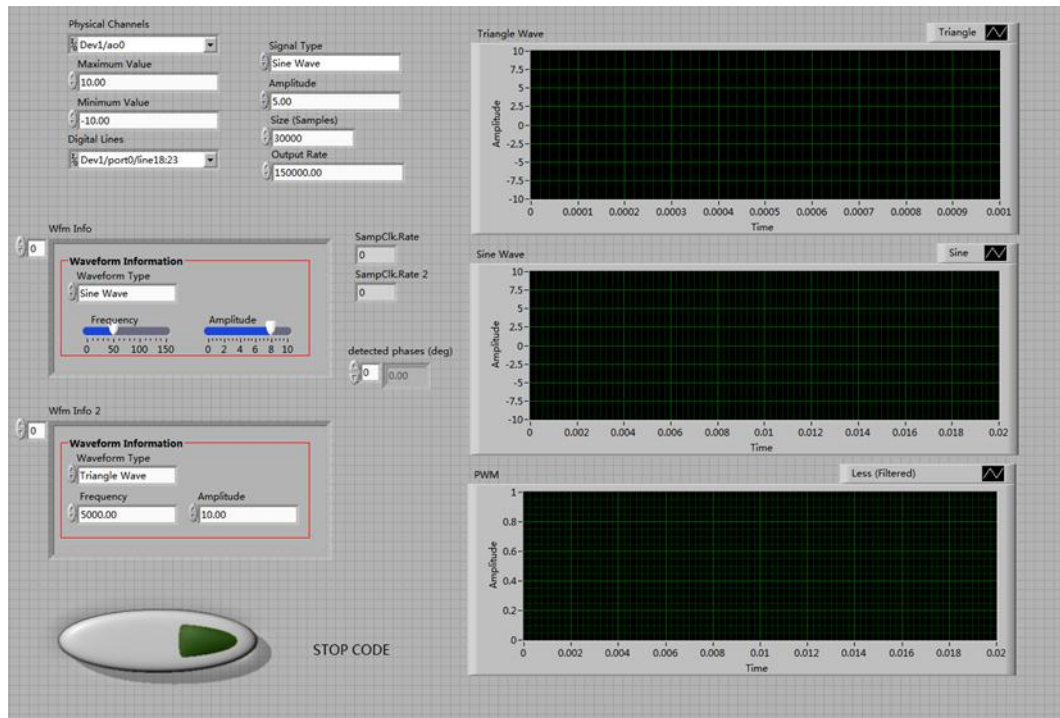 Physical Channels
Dev1/ao0
Maximum Value
10.00
Minimum Value
-10.00
Digital Lines
Dev1/port0/line18:23
Signal Type
Sine Wave
Amplitude
5.00
Size (Samples)
30000
Output Rate
150000.00
Wfm Info
0
Waveform Information
Waveform Type
Sine Wave
Frequency Amplitude
0 50 100 150 0 2 4 6 8 10
SampClk.Rate
0
SampClk.Rate 2
0
detected phases (deg)
0 0.00
Wfm Info 2
0
Waveform Information
Waveform Type
Triangle Wave
Frequency Amplitude
5000.00 10.00
STOP CODE
Triangle Wave Triangle
Amplitude
10
7.5
5
2.5
0
-2.5
-5
-7.5
-10
0 0.0001 0.0002 0.0003 0.0004 0.0005 0.0006 0.0007 0.0008 0.0009 0.001
Time
Sine Wave Sine
Amplitude
10
7.5
5
2.5
0
-2.5
-5
-7.5
-10
0 0.002 0.004 0.006 0.008 0.01 0.012 0.014 0.016 0.018 0.02
Time
PWM Less (Filtered)
Amplitude
1
0.8
0.6
0.4
0.2
0
0 0.002 0.004 0.006 0.008 0.01 0.012 0.014 0.016 0.018 0.02
Time